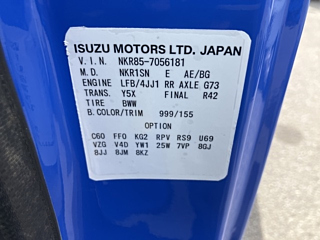 ISUZU MOTORS LTD. JAPAN
V. I. N. NKR85-7056181
M. D. NKR1SN E AE/BG
ENGINE LFB/4JJ1 RR AXLE G73
TRANS. Y5X FINAL R42
TIRE BWW
B. COLOR/TRIM 999/155
OPTION
C60 FF0 KG2 RPV RS9 U69
VZG V4D YW1 25W 7VP 8GJ
8JJ 8JM 8KZ